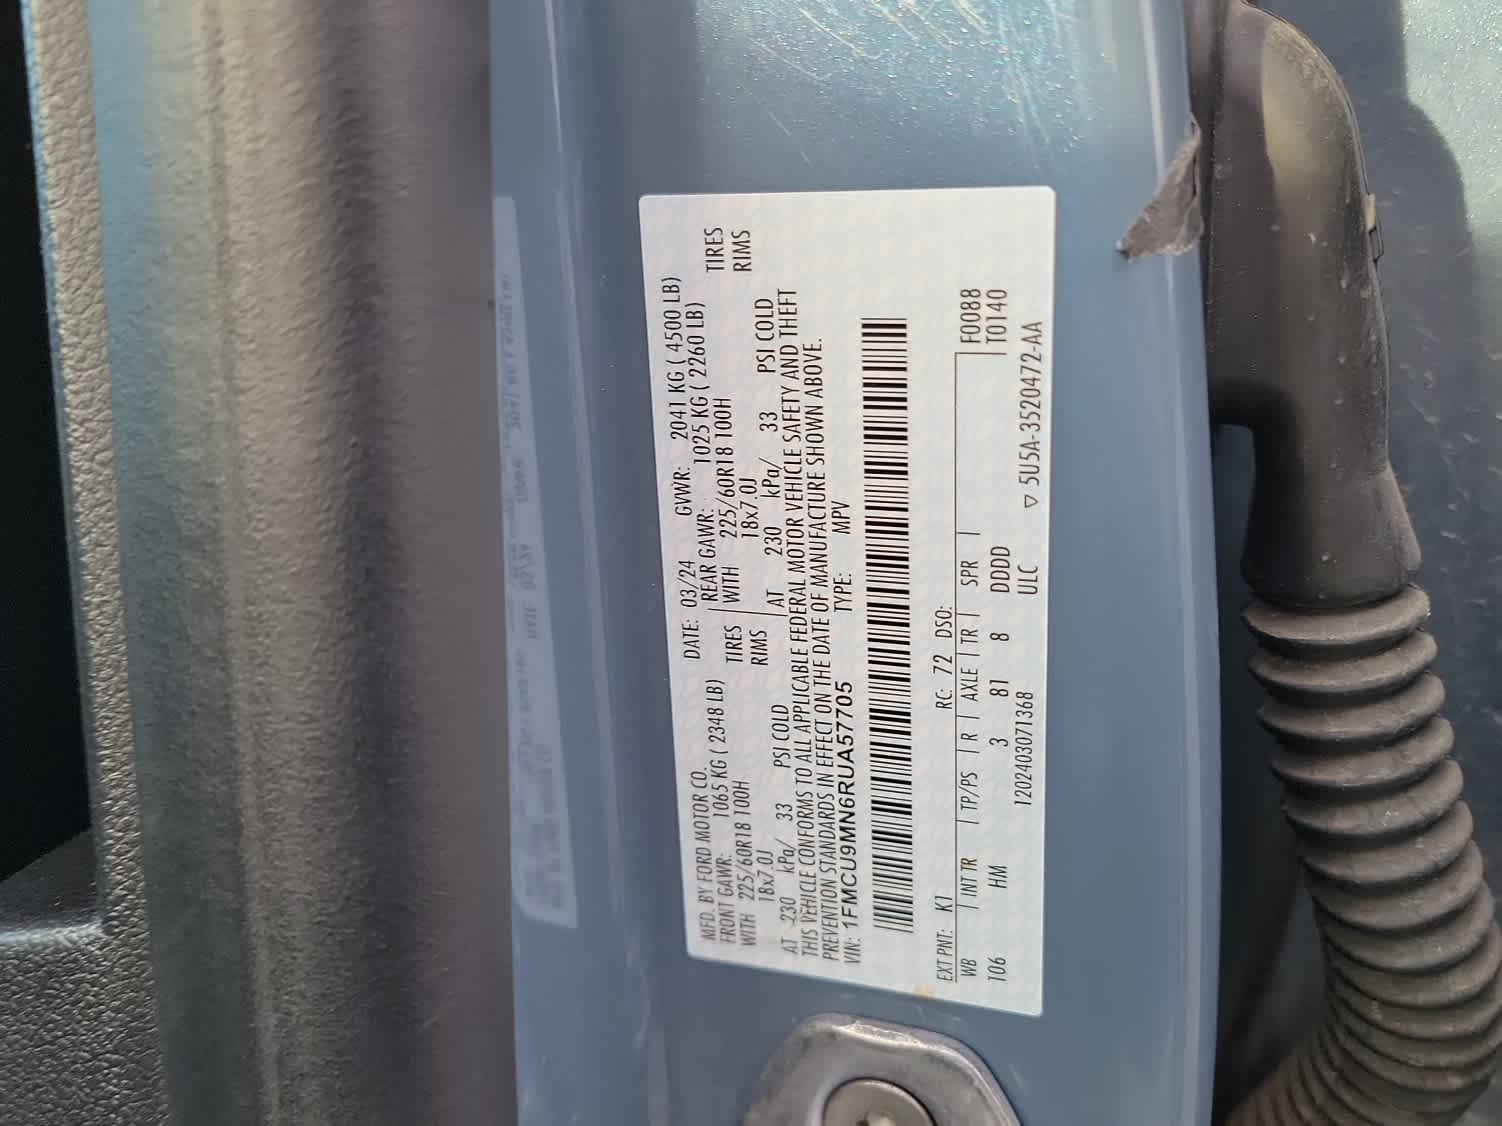 MFD. BY FORD MOTOR CO. DATE: 03/24 GVWR: 2041 KG ( 4500 LB)
FRONT GAWR: 1065 KG ( 2348 LB) REAR GAWR: 1025 KG ( 2260 LB)
WITH 225/60R18 100H TIRES WITH 225/60R18 100H TIRES
18x7.0J RIMS 18x7.0J RIMS
AT 230 kPa/ 33 PSI COLD AT 230 kPa/ 33 PSI COLD
THIS VEHICLE CONFORMS TO ALL APPLICABLE FEDERAL MOTOR VEHICLE SAFETY AND THEFT
PREVENTION STANDARDS IN EFFECT ON THE DATE OF MANUFACTURE SHOWN ABOVE.
VIN: 1FMCU9MN6RUA57705 TYPE: MPV
EXT PNT: K1 RC: 72 DSO:
WB | INT TR | TP/PS | R | AXLE | TR | SPR | F0088
106 HM 3 81 8 DDDD T0140
1202403071368 ULC ▽ 5U5A-3520472-AA